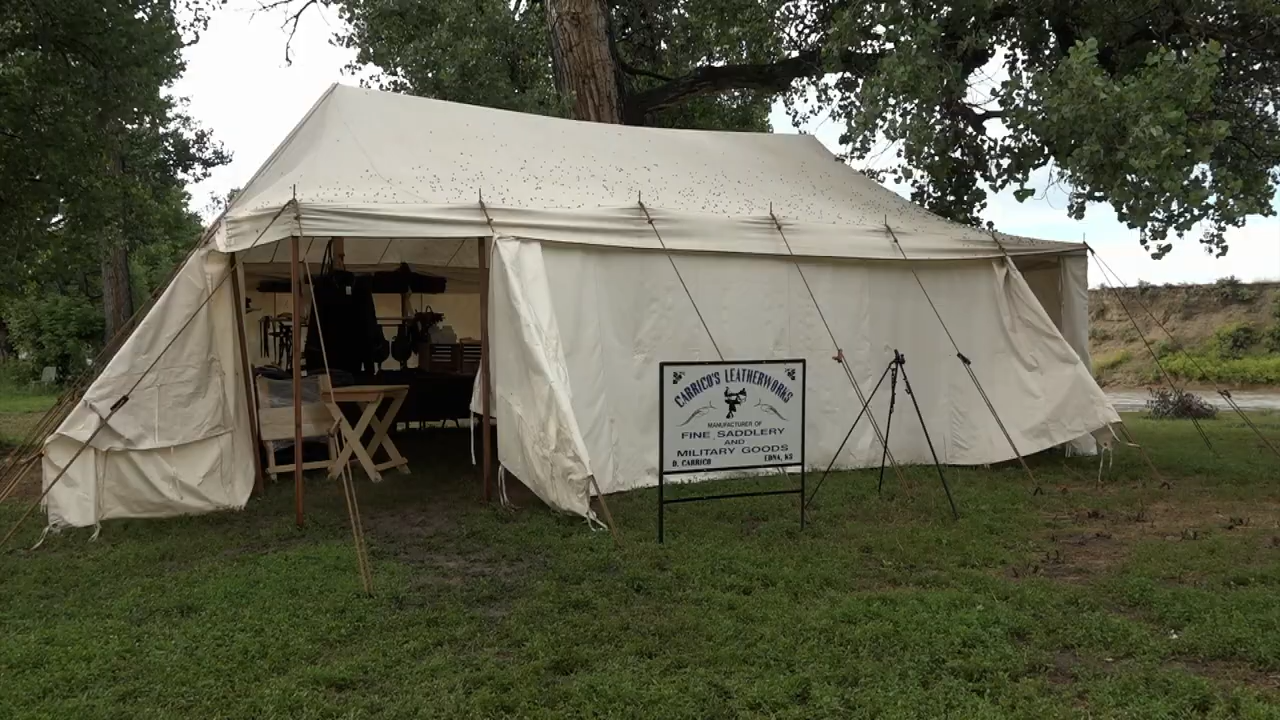 CARRICO'S LEATHERWORKS
MANUFACTURER OF
FINE SADDLERY
AND
MILITARY GOODS
D. CARRICO EDNA, KS